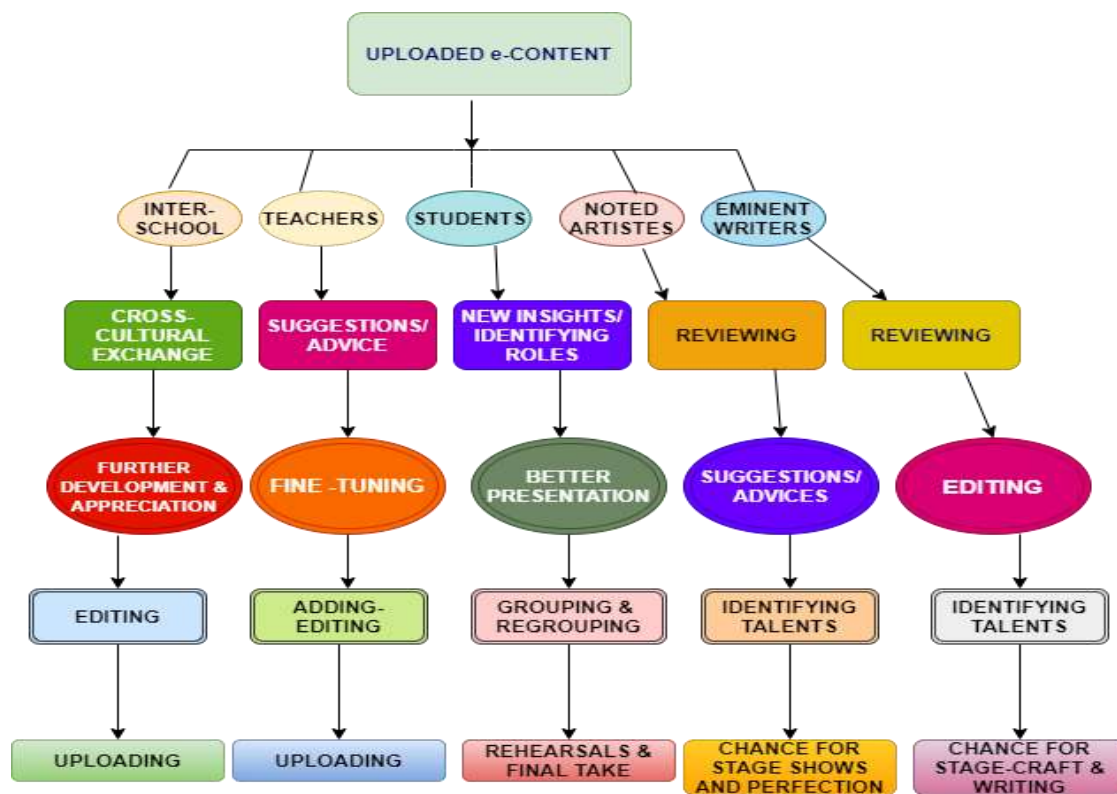 UPLOADED e-CONTENT
INTER-
SCHOOL
TEACHERS
STUDENTS
NOTED
ARTISTES
EMINENT
WRITERS
CROSS-
CULTURAL
EXCHANGE
SUGGESTIONS/
ADVICE
NEW INSIGHTS/
IDENTIFYING
ROLES
REVIEWING
REVIEWING
FURTHER
DEVELOPMENT &
APPRECIATION
FINE -TUNING
BETTER
PRESENTATION
SUGGESTIONS/
ADVICES
EDITING
EDITING
ADDING-
EDITING
GROUPING &
REGROUPING
IDENTIFYING
TALENTS
IDENTIFYING
TALENTS
UPLOADING
UPLOADING
REHEARSALS &
FINAL TAKE
CHANCE FOR
STAGE SHOWS
AND PERFECTION
CHANCE FOR
STAGE-CRAFT &
WRITING